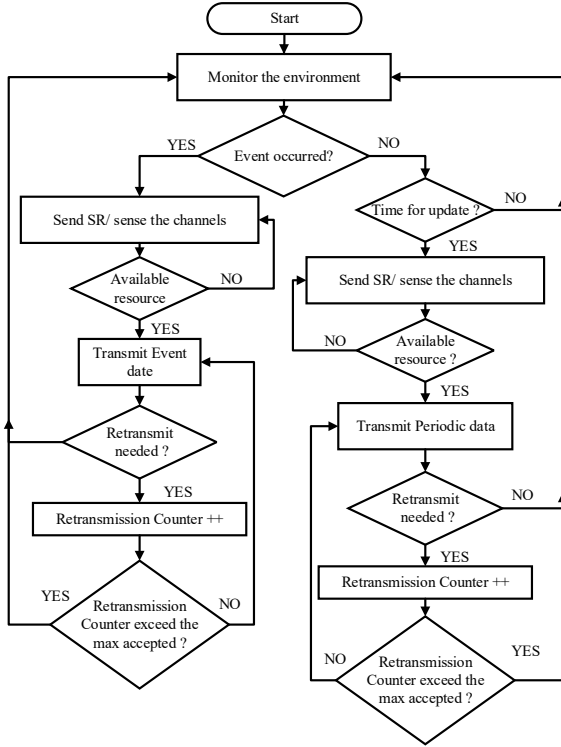 Start
Monitor the environment
Event occurred?
YES
NO
Send SR/ sense the channels
Available
resource
NO
YES
Transmit Event
date
Retransmit
needed ?
YES
Retransmission Counter ++
YES
Retransmission
Counter exceed the
max accepted ?
NO
Time for update ?
NO
YES
Send SR/ sense the channels
Available
resource ?
NO
YES
Transmit Periodic data
Retransmit
needed ?
NO
YES
Retransmission Counter ++
NO
Retransmission
Counter exceed the
max accepted ?
YES